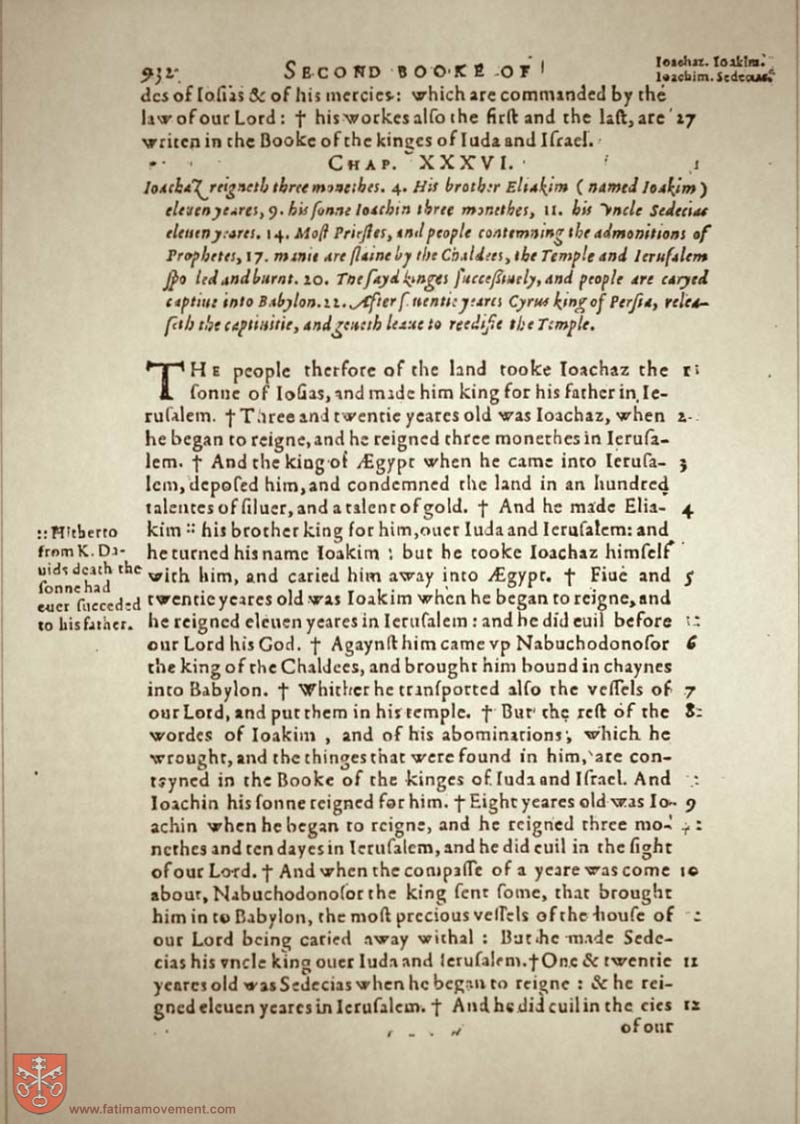 932
SECOND BOOKE OF
Ioachaz. Ioakim.
Ioachim. Sedecias.
des of Iosias & of his mercies: which are commanded by the
law of our Lord: † his workes also the first and the last, are 27
writen in the Booke of the kinges of Iuda and Israel.
CHAP. XXXVI.
Ioachaz reigneth three monethes. 4. His brother Eliakim (named Ioakim)
eleuen yeares, 9. his sonne Ioachin three monethes, 11. his Vncle Sedecias
eleuen yeares. 14. Most Priestes, and people contemning the admonitions of
Prophetes, 17. manie are slaine by the Chaldees, the Temple and Ierusalem
spoiled and burnt. 20. The sayd kinges successiuely, and people are caryed
captiue into Babylon. 22. After seuentie yeares Cyrus king of Persia, relea-
seth the captiuitie, and geueth leaue to reedifie the Temple.
THE people therfore of the land tooke Ioachaz the 1
sonne of Iosias, and made him king for his father in Ie-
rusalem. † Three and twentie yeares old was Ioachaz, when 2
he began to reigne, and he reigned three monethes in Ierusa-
lem. † And the king of Ægypt when he came into Ierusa- 3
lem, deposed him, and condemned the land in an hundred
talentes of siluer, and a talent of gold. † And he made Elia- 4
kim :: his brother king for him, ouer Iuda and Ierusalem: and
he turned his name Ioakim : but he tooke Ioachaz himself
with him, and caried him away into Ægypt. † Fiue and 5
twentie yeares old was Ioakim when he began to reigne, and
he reigned eleuen yeares in Ierusalem: and he did euil before
our Lord his God. † Agaynst him came vp Nabuchodonosor 6
the king of the Chaldees, and brought him bound in chaynes
into Babylon. † Whither he transported also the vessels of 7
our Lord, and put them in his temple. † But the rest of the 8
wordes of Ioakim, and of his abominations, which he
wrought, and the thinges that were found in him, are con-
tayned in the Booke of the kinges of Iuda and Israel. And
Ioachin his sonne reigned for him. † Eight yeares old was Io- 9
achin when he began to reigne, and he reigned three mo-
nethes and ten dayes in Ierusalem, and he did euil in the sight
of our Lord. † And when the compasse of a yeare was come 10
about, Nabuchodonosor the king sent some, that brought
him in to Babylon, the most precious vessels of the house of
our Lord being caried away withal : But he made Sede-
cias his vncle king ouer Iuda and Ierusalem. † One & twentie 11
yeares old was Sedecias when he began to reigne : & he rei-
gned eleuen yeares in Ierusalem. † And he did euil in the eies 12
of our
:: Hitherto
from K. Da-
uids death the
sonne had
euer succeded
to his father.
www.fatimamovement.com